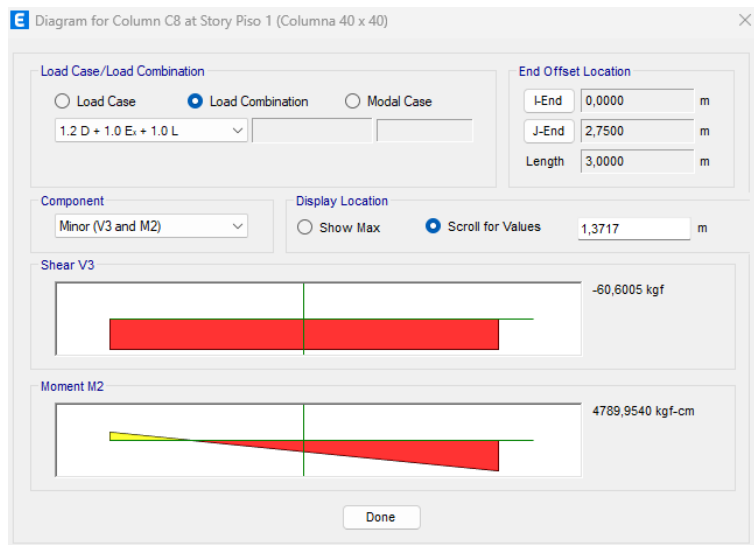 E Diagram for Column C8 at Story Piso 1 (Columna 40 x 40)
Load Case/Load Combination
Load Case Load Combination Modal Case
1.2 D + 1.0 Ex + 1.0 L
End Offset Location
I-End 0,0000 m
J-End 2,7500 m
Length 3,0000 m
Component
Minor (V3 and M2)
Display Location
Show Max Scroll for Values 1,3717 m
Shear V3
-60,6005 kgf
Moment M2
4789,9540 kgf-cm
Done